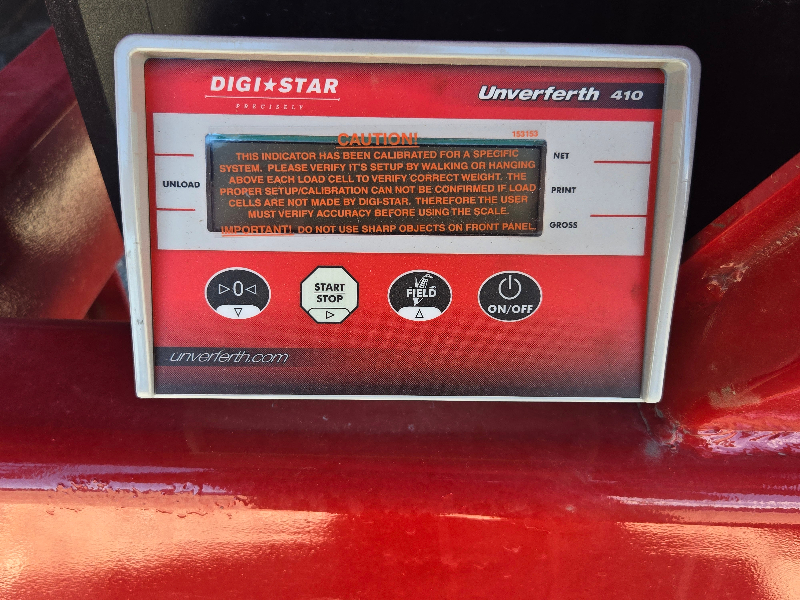 DIGI★STAR
PRECISELY
Unverferth 410
CAUTION!
153153
THIS INDICATOR HAS BEEN CALIBRATED FOR A SPECIFIC
SYSTEM. PLEASE VERIFY IT'S SETUP BY WALKING OR HANGING
ABOVE EACH LOAD CELL TO VERIFY CORRECT WEIGHT. THE
PROPER SETUP/CALIBRATION CAN NOT BE CONFIRMED IF LOAD
CELLS ARE NOT MADE BY DIGI-STAR. THEREFORE THE USER
MUST VERIFY ACCURACY BEFORE USING THE SCALE.
IMPORTANT! DO NOT USE SHARP OBJECTS ON FRONT PANEL.
UNLOAD
NET
PRINT
GROSS
▷0◁
START
STOP
FIELD
ON/OFF
unverferth.com